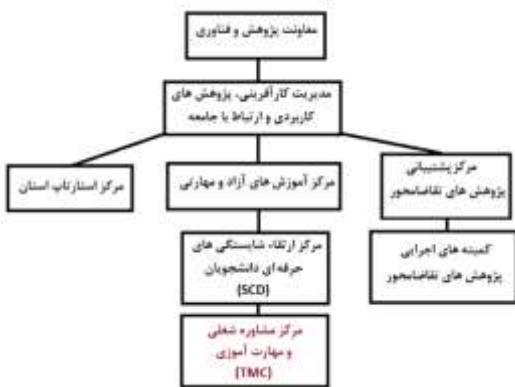 معاونت پژوهش و فناوری
مدیریت کارآفرینی، پژوهش های
کاربردی و ارتباط با جامعه
مرکز پشتیبانی
پژوهش های تقاضامحور
مرکز آموزش های آزاد و مهارتی
مرکز استارتاپ استان
کمیته های اجرایی
پژوهش های تقاضامحور
مرکز ارتقاء شایستگی های
حرفه ای دانشجویان
(SCD)
مرکز مشاوره شغلی
و مهارت آموزی
(TMC)